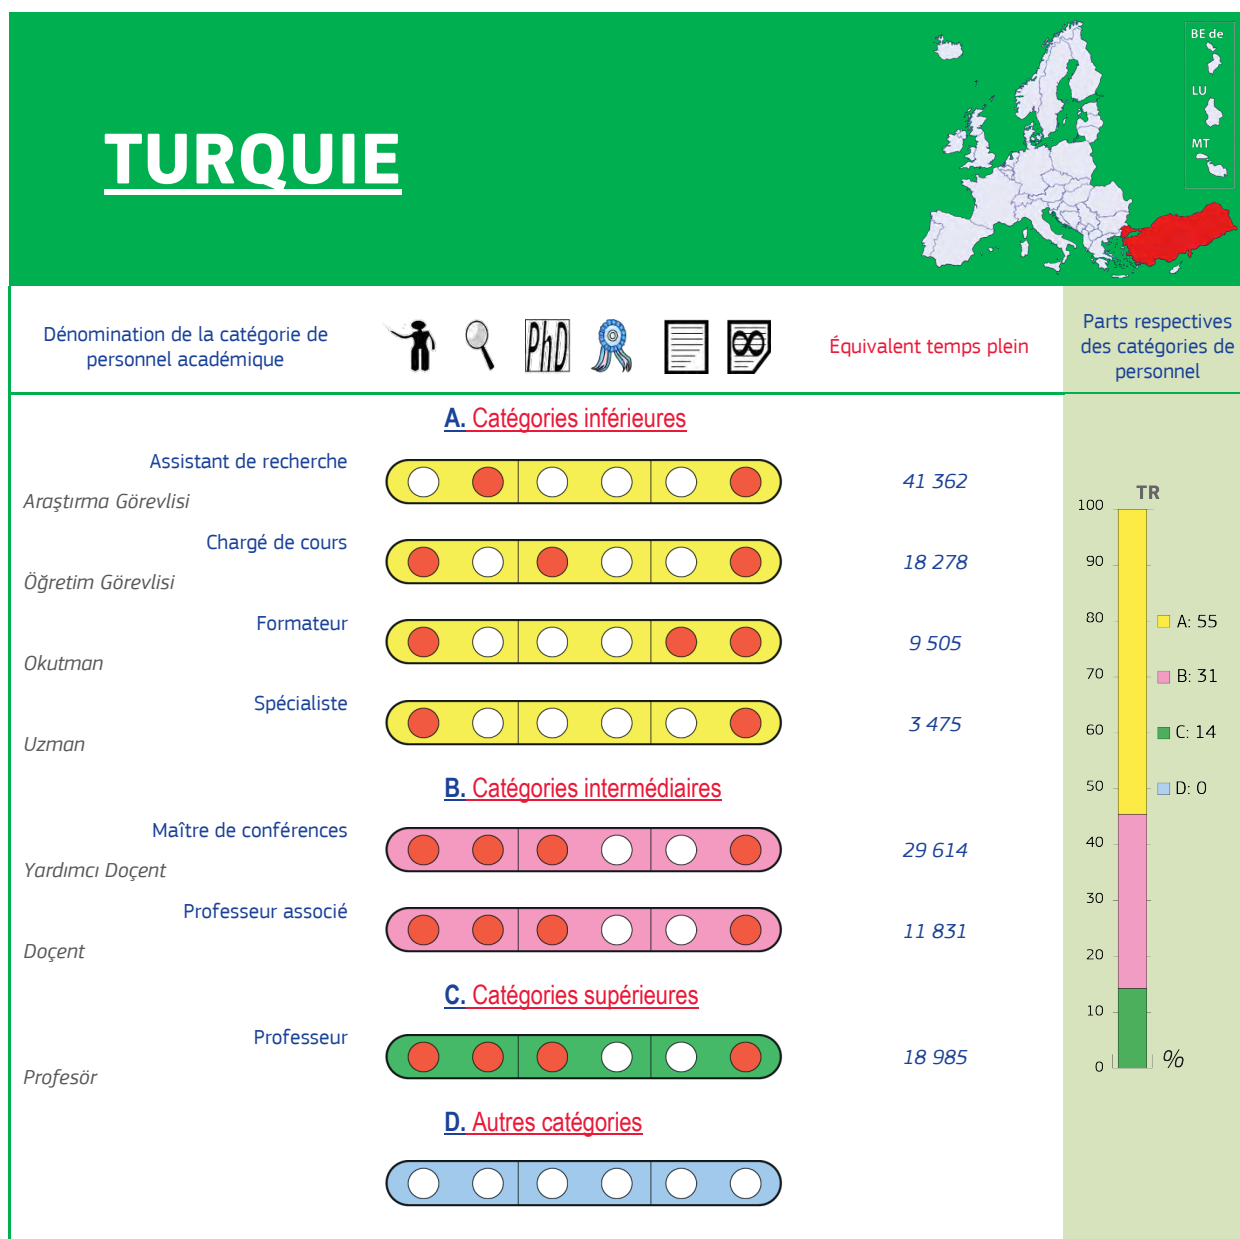 BE de
LU
MT
TURQUIE
Dénomination de la catégorie de
personnel académique
PhD
Équivalent temps plein
Parts respectives
des catégories de
personnel
A. Catégories inférieures
Assistant de recherche
Araştırma Görevlisi
41 362
Chargé de cours
Öğretim Görevlisi
18 278
Formateur
Okutman
9 505
Spécialiste
Uzman
3 475
B. Catégories intermédiaires
Maître de conférences
Yardımcı Doçent
29 614
Professeur associé
Doçent
11 831
C. Catégories supérieures
Professeur
Profesör
18 985
D. Autres catégories
TR
100
90
80
70
60
50
40
30
20
10
0
%
A: 55
B: 31
C: 14
D: 0